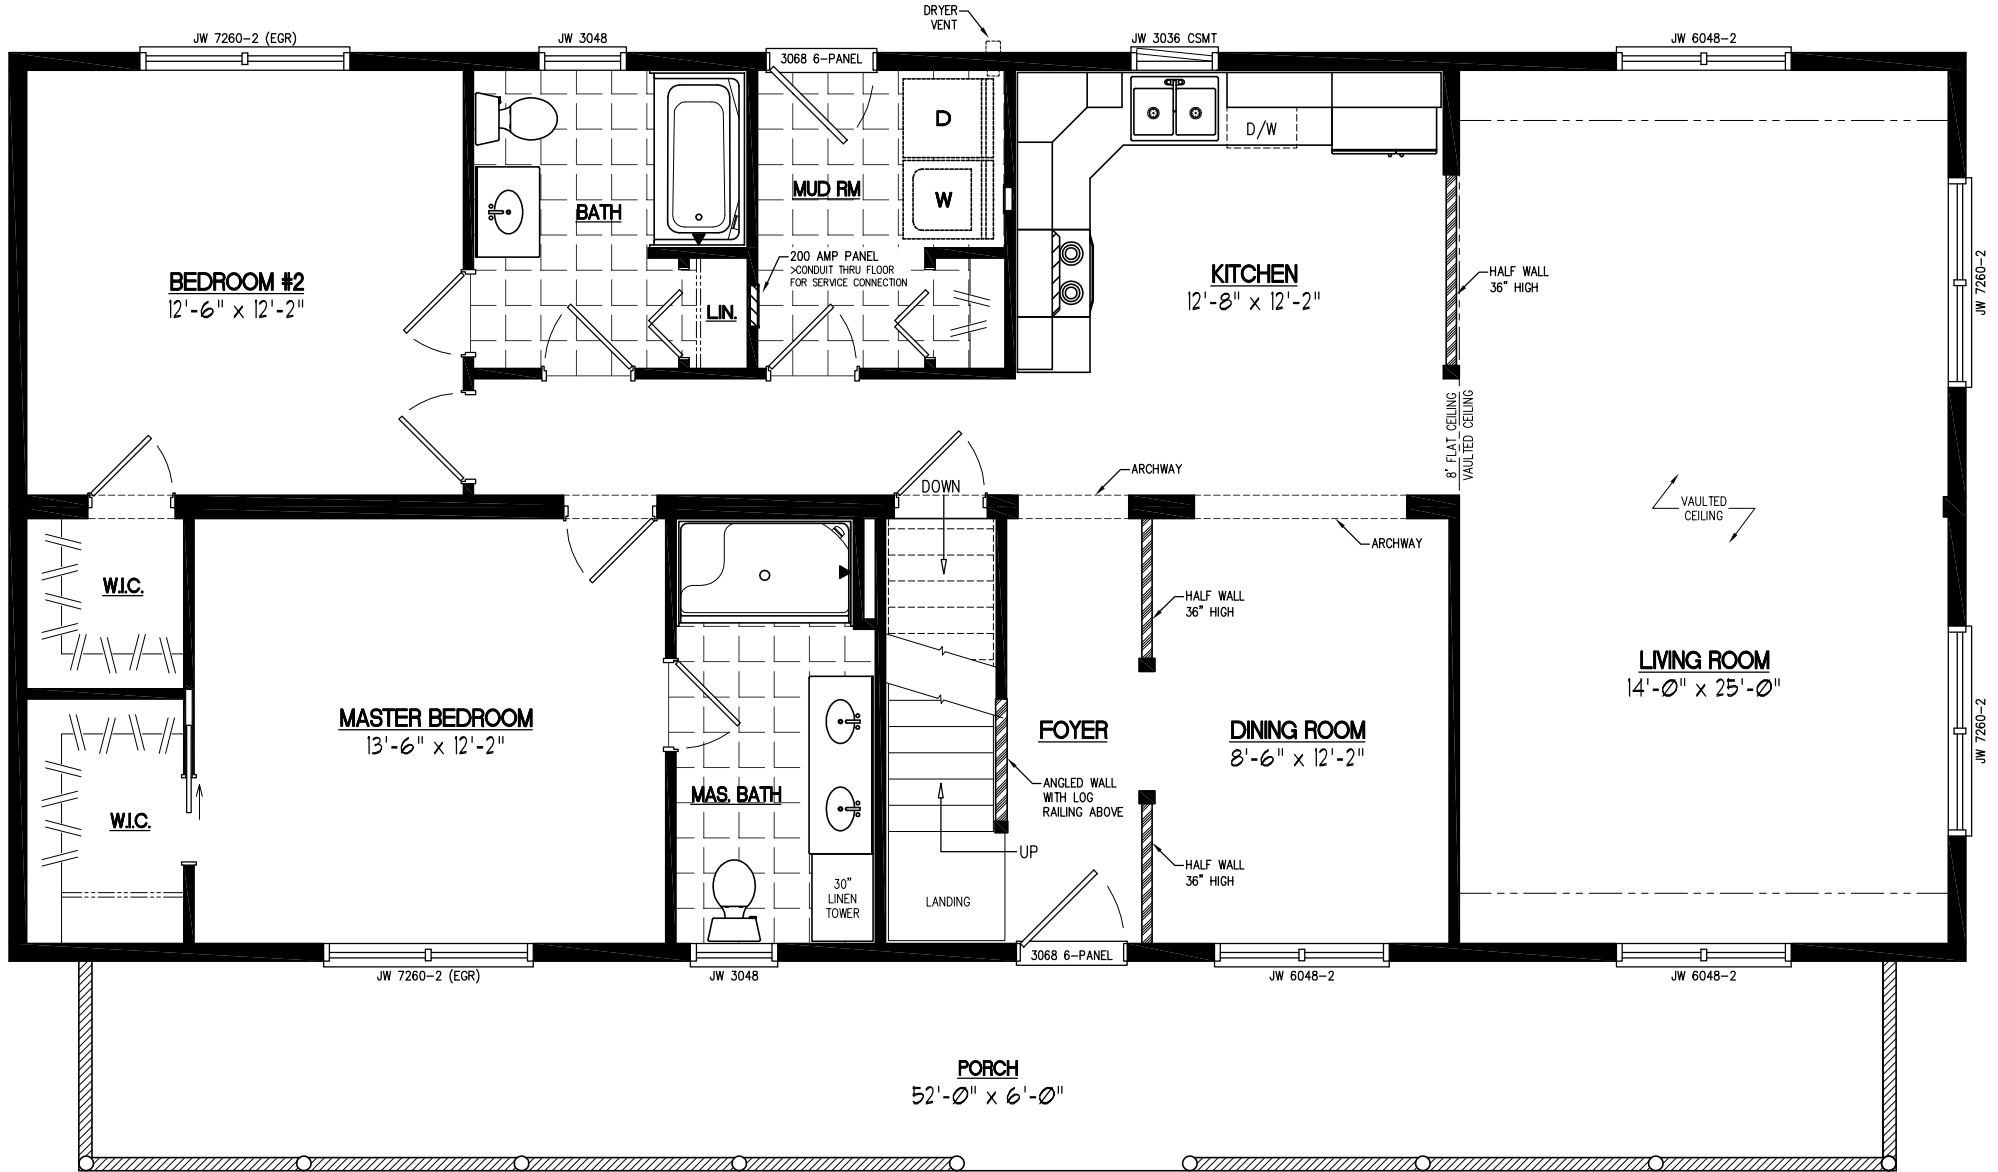 DRYER
VENT
JW 7260-2 (EGR)
JW 3048
3068 6-PANEL
JW 3036 CSMT
JW 6048-2
D
D/W
MUD RM
W
BATH
200 AMP PANEL
>CONDUIT THRU FLOOR
FOR SERVICE CONNECTION
LIN.
BEDROOM #2
12'-6" x 12'-2"
KITCHEN
12'-8" x 12'-2"
HALF WALL
36" HIGH
JW 7260-2
8' FLAT CEILING
VAULTED CEILING
ARCHWAY
DOWN
VAULTED
CEILING
ARCHWAY
W.I.C.
HALF WALL
36" HIGH
LIVING ROOM
14'-0" x 25'-0"
MASTER BEDROOM
13'-6" x 12'-2"
FOYER
DINING ROOM
8'-6" x 12'-2"
JW 7260-2
ANGLED WALL
WITH LOG
RAILING ABOVE
MAS. BATH
W.I.C.
UP
HALF WALL
36" HIGH
30"
LINEN
TOWER
LANDING
3068 6-PANEL
JW 7260-2 (EGR)
JW 3048
JW 6048-2
JW 6048-2
PORCH
52'-0" x 6'-0"